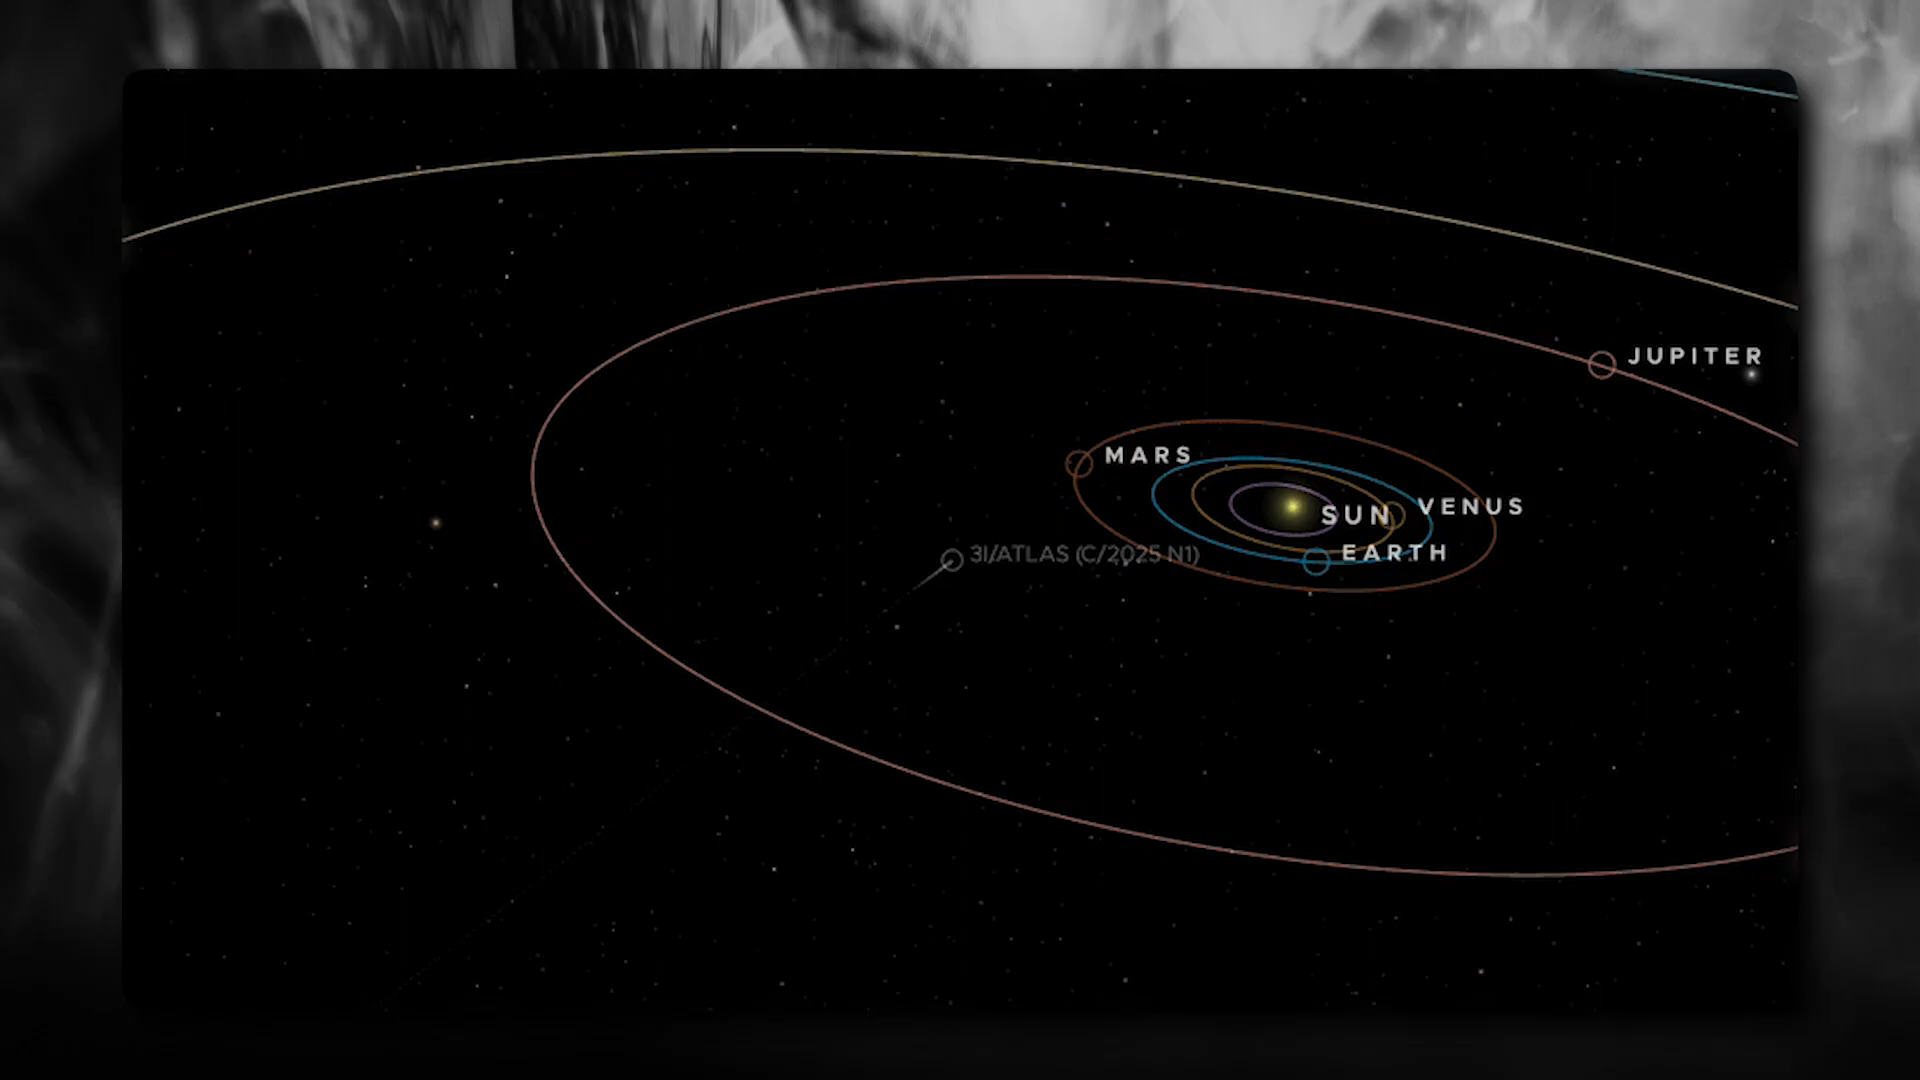 JUPITER
MARS
VENUS
SUN
EARTH
3I/ATLAS (C/2025 N1)